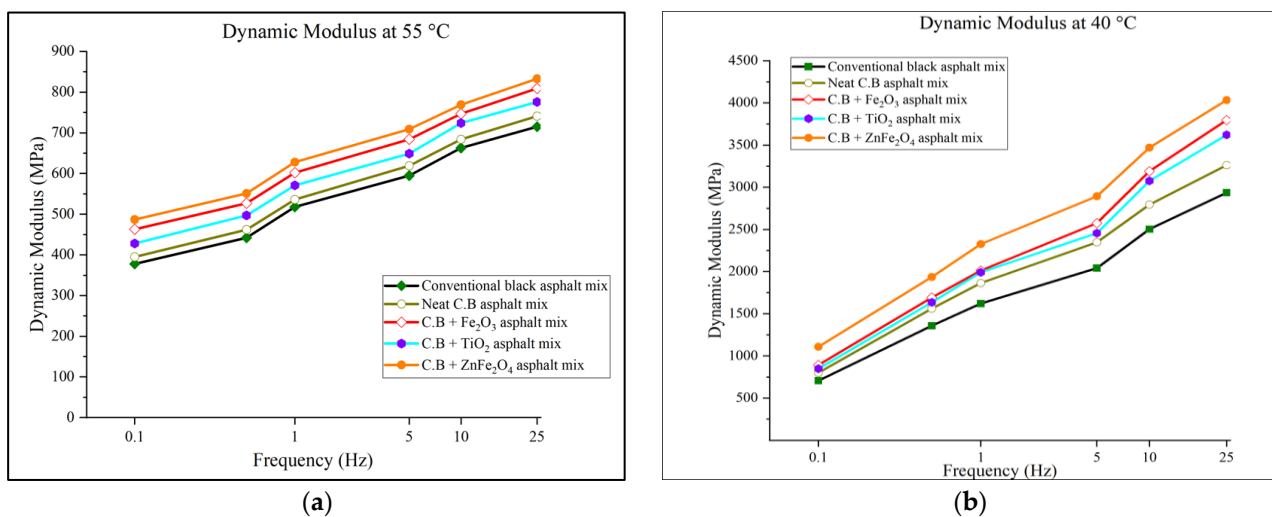 Dynamic Modulus at 55 °C
900
800
700
600
500
400
300
200
100
0
Dynamic Modulus (MPa)
Conventional black asphalt mix
Neat C.B asphalt mix
C.B + Fe₂O₃ asphalt mix
C.B + TiO₂ asphalt mix
C.B + ZnFe₂O₄ asphalt mix
0.1 1 5 10 25
Frequency (Hz)
(a)
Dynamic Modulus at 40 °C
4500
4000
3500
3000
2500
2000
1500
1000
500
Dynamic Modulus (MPa)
Conventional black asphalt mix
Neat C.B asphalt mix
C.B + Fe₂O₃ asphalt mix
C.B + TiO₂ asphalt mix
C.B + ZnFe₂O₄ asphalt mix
0.1 1 5 10 25
Frequency (Hz)
(b)